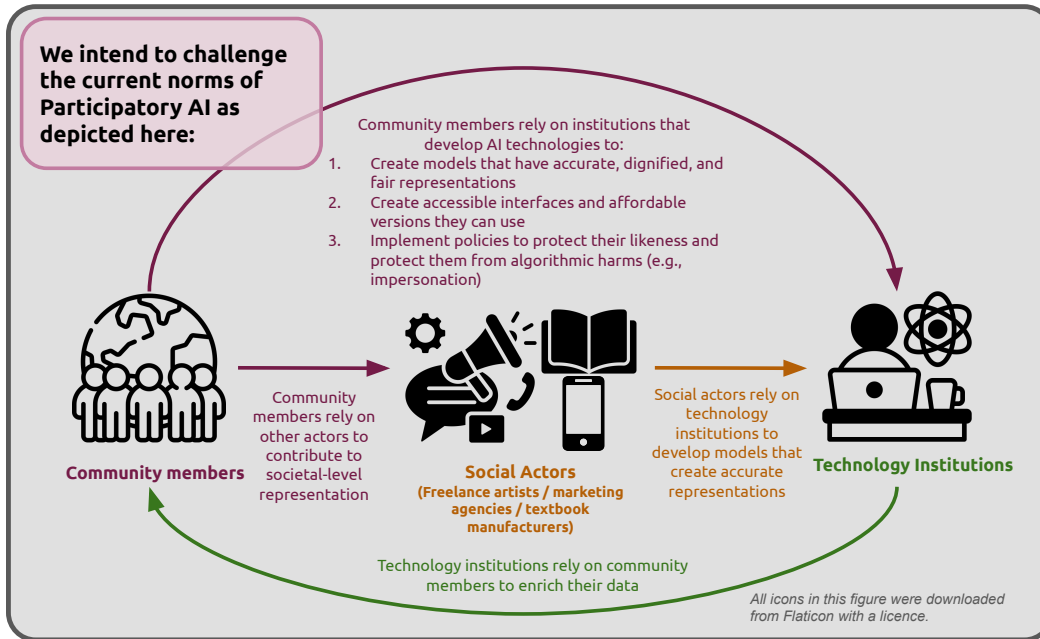 We intend to challenge
the current norms of
Participatory AI as
depicted here:
Community members rely on institutions that
develop AI technologies to:
1. Create models that have accurate, dignified, and
fair representations
2. Create accessible interfaces and affordable
versions they can use
3. Implement policies to protect their likeness and
protect them from algorithmic harms (e.g.,
impersonation)
Community
members rely on
other actors to
contribute to
societal-level
representation
Social actors rely on
technology
institutions to
develop models that
create accurate
representations
Community members
Social Actors
(Freelance artists / marketing
agencies / textbook
manufacturers)
Technology Institutions
Technology institutions rely on community
members to enrich their data
All icons in this figure were downloaded
from Flaticon with a licence.